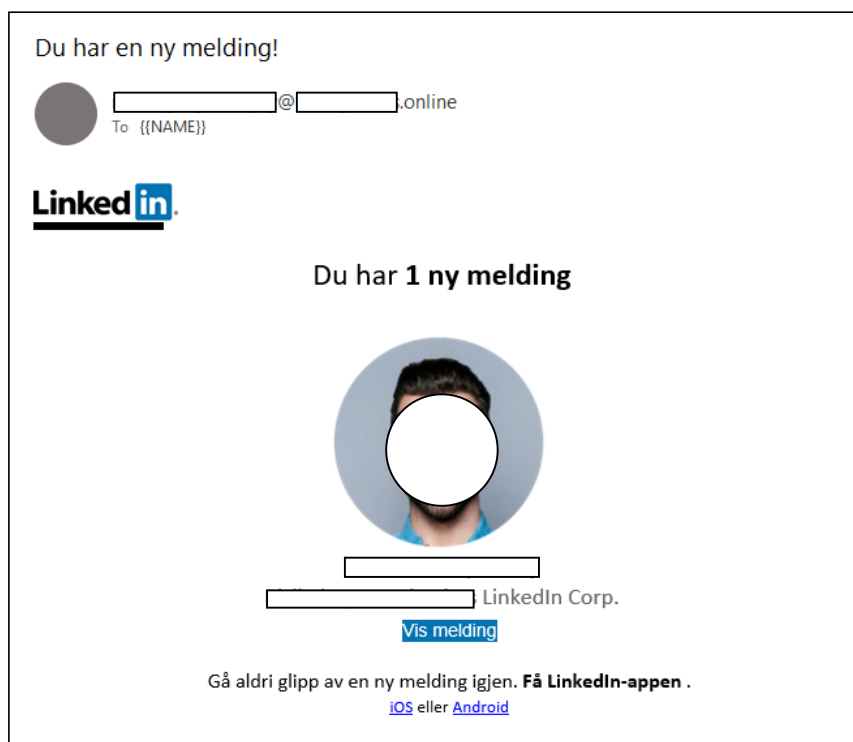 Du har en ny melding!
@ .online
To {{NAME}}
Linked in.
Du har 1 ny melding
LinkedIn Corp.
Vis melding
Gå aldri glipp av en ny melding igjen. Få LinkedIn-appen .
iOS eller Android